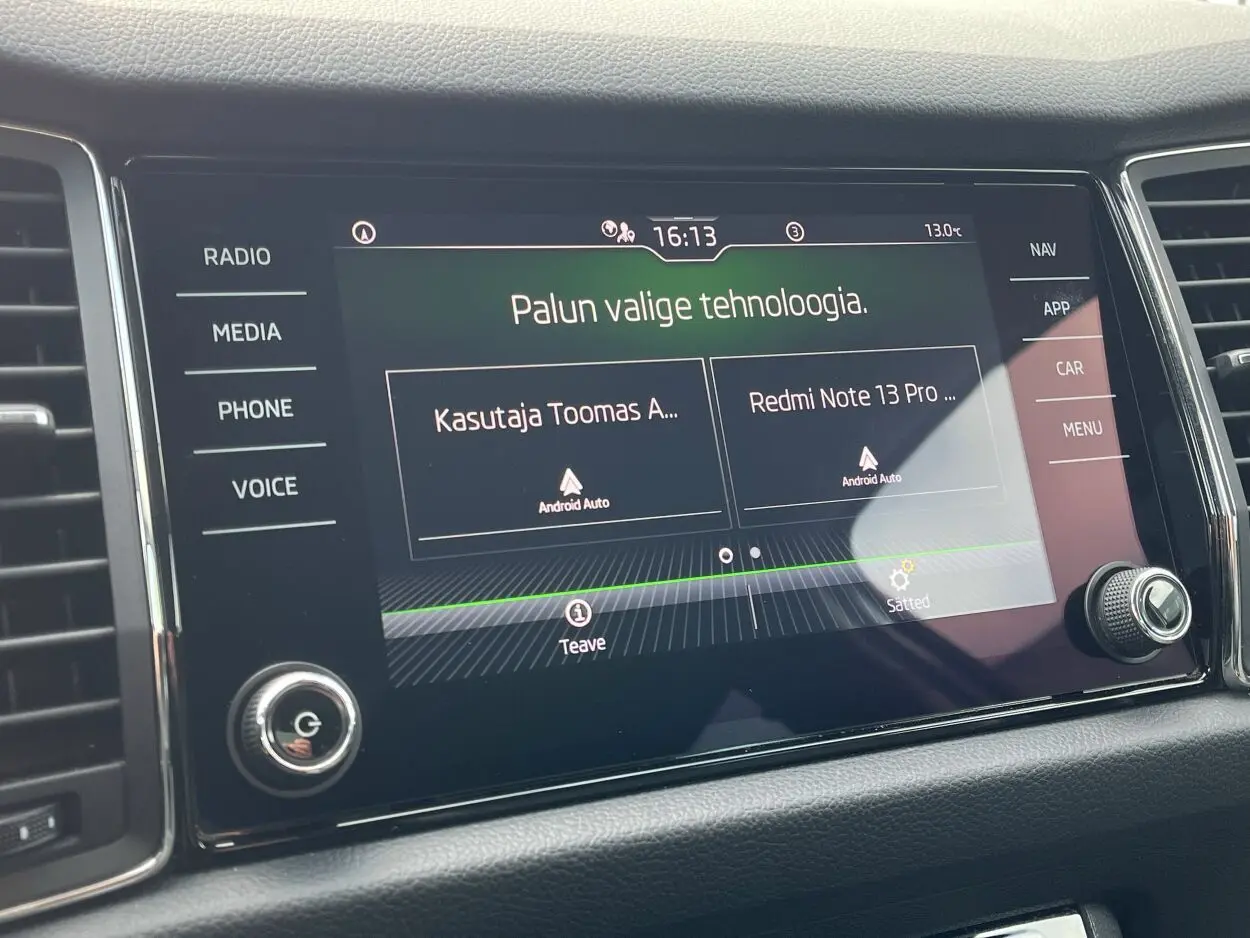 16:13
3
13.0°C
RADIO
MEDIA
PHONE
VOICE
Palun valige tehnoloogia.
Kasutaja Toomas A...
Android Auto
Redmi Note 13 Pro ...
Android Auto
Teave
Sätted
NAV
APP
CAR
MENU